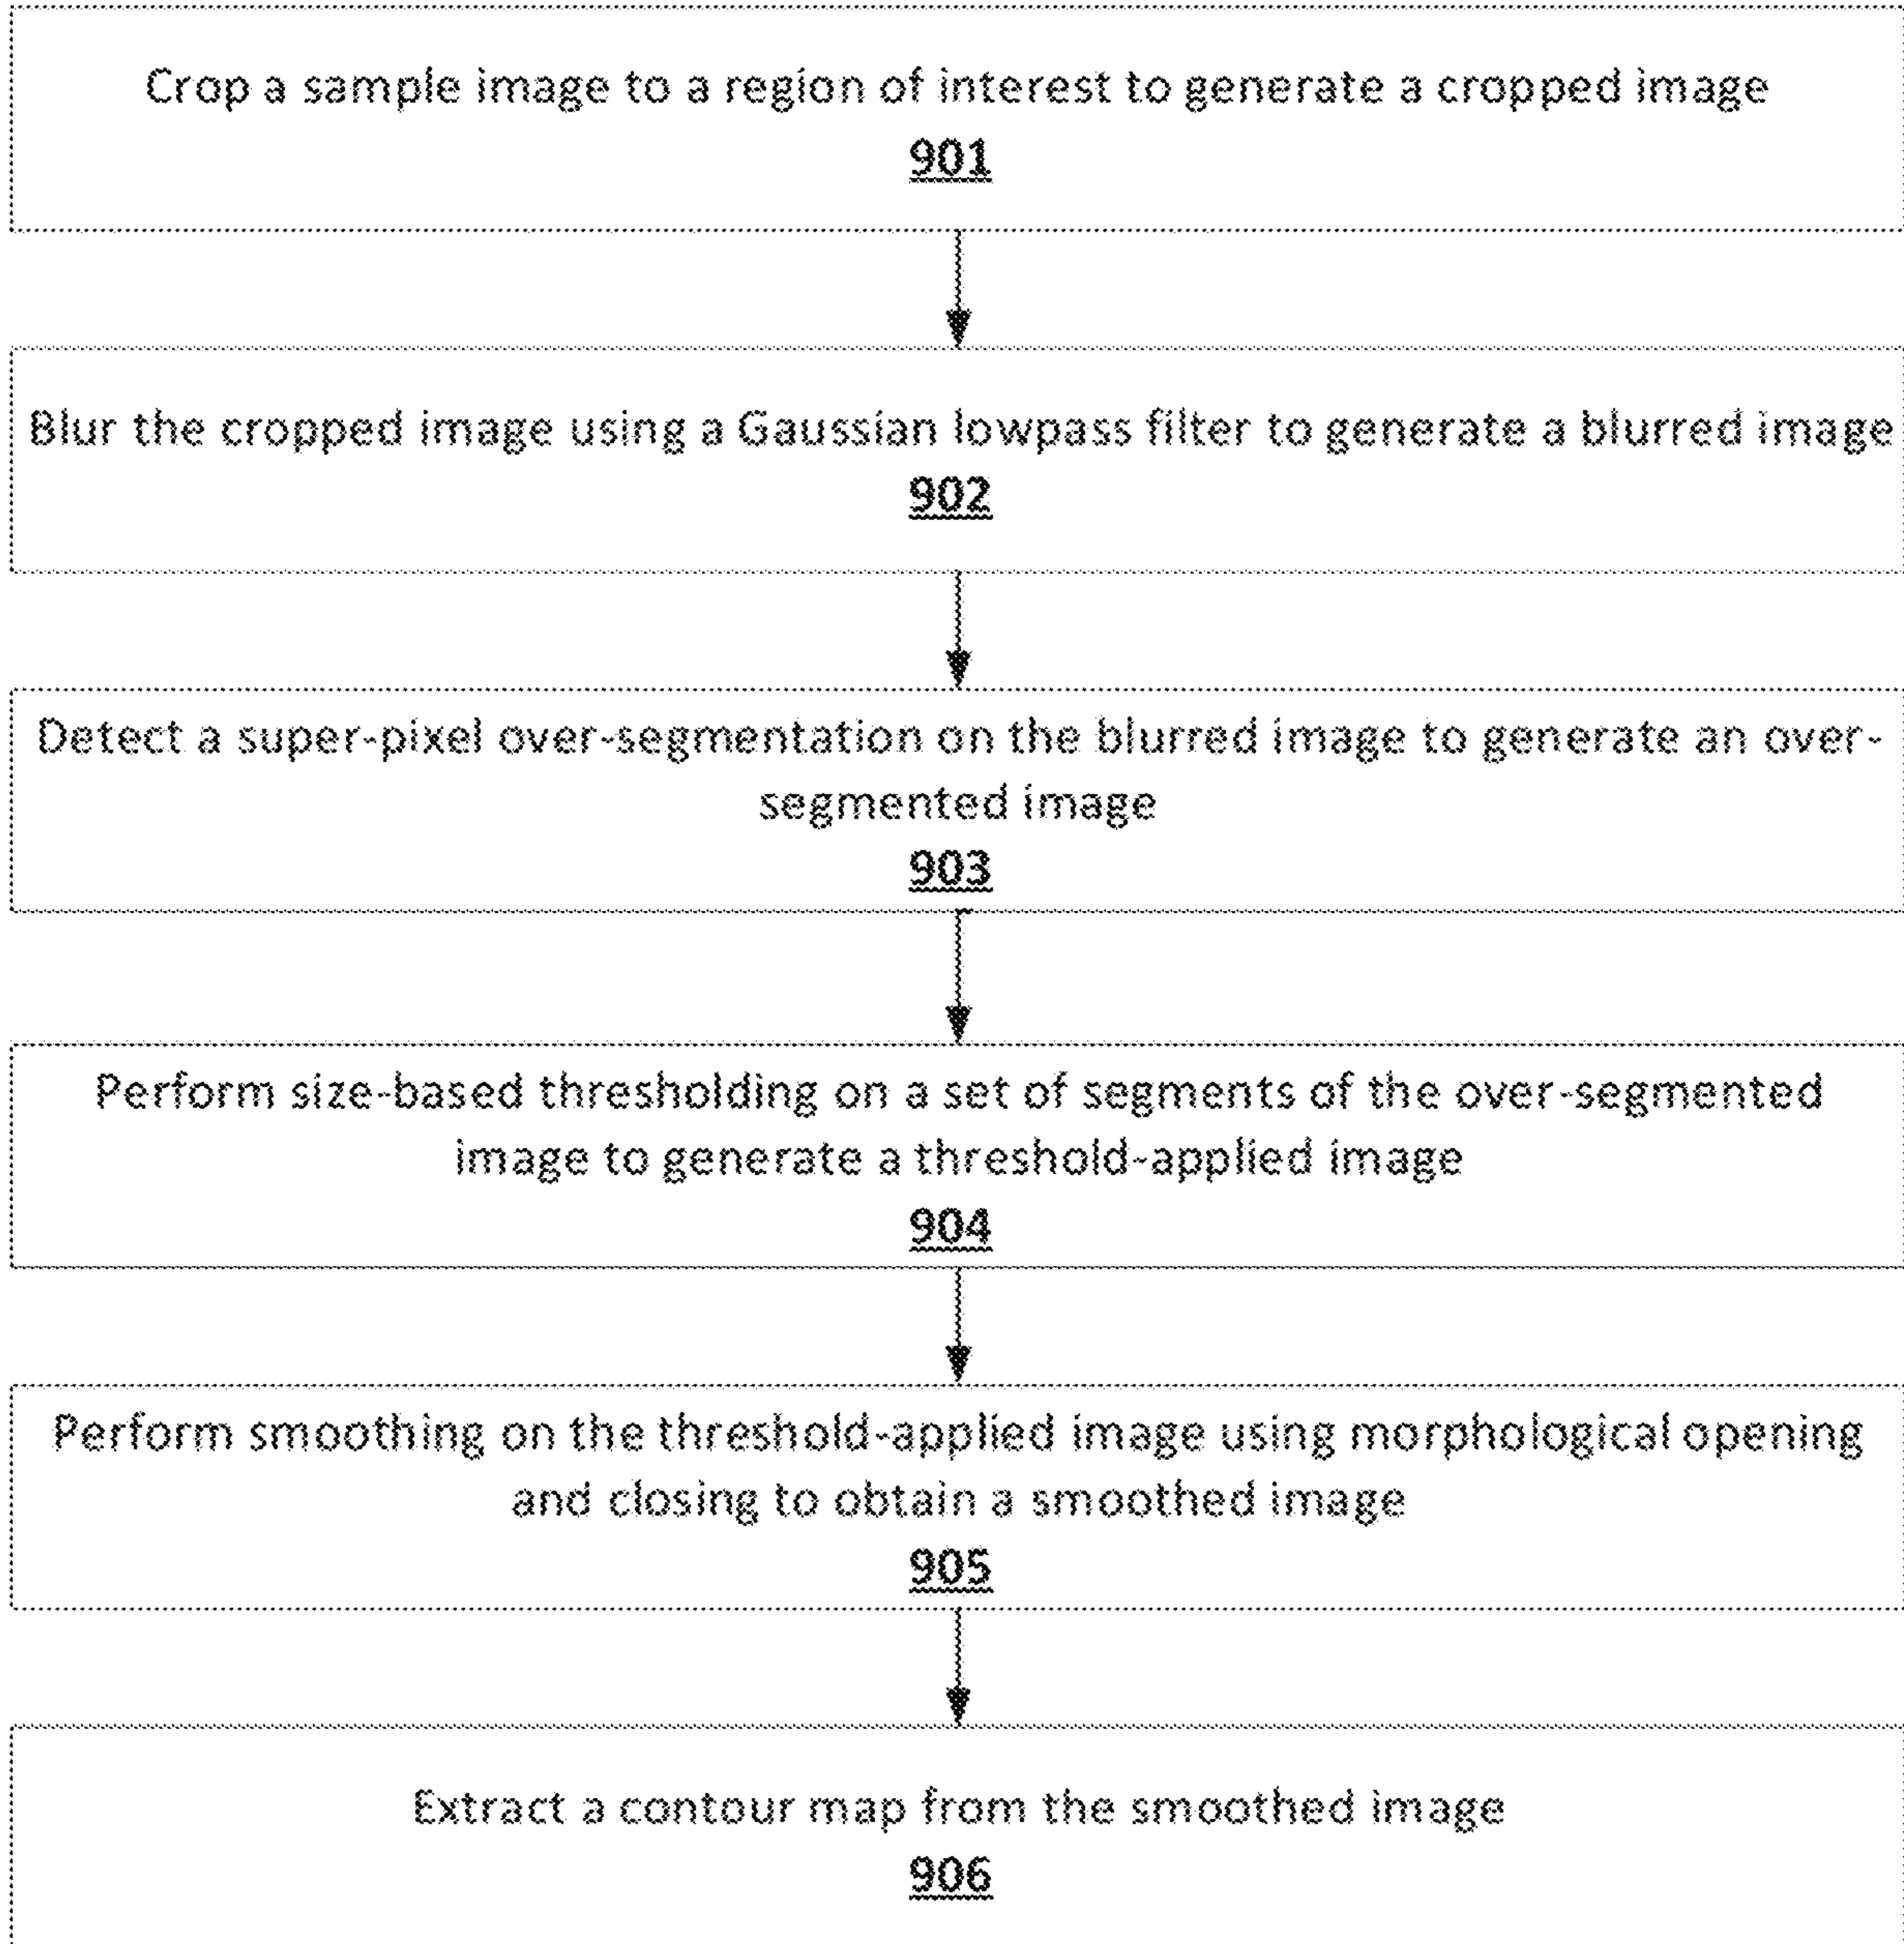 Crop a sample image to a region of interest to generate a cropped image
901
Blur the cropped image using a Gaussian lowpass filter to generate a blurred image
902
Detect a super-pixel over-segmentation on the blurred image to generate an over-
segmented image
903
Perform size-based thresholding on a set of segments of the over-segmented
image to generate a threshold-applied image
904
Perform smoothing on the threshold-applied image using morphological opening
and closing to obtain a smoothed image
905
Extract a contour map from the smoothed image
906